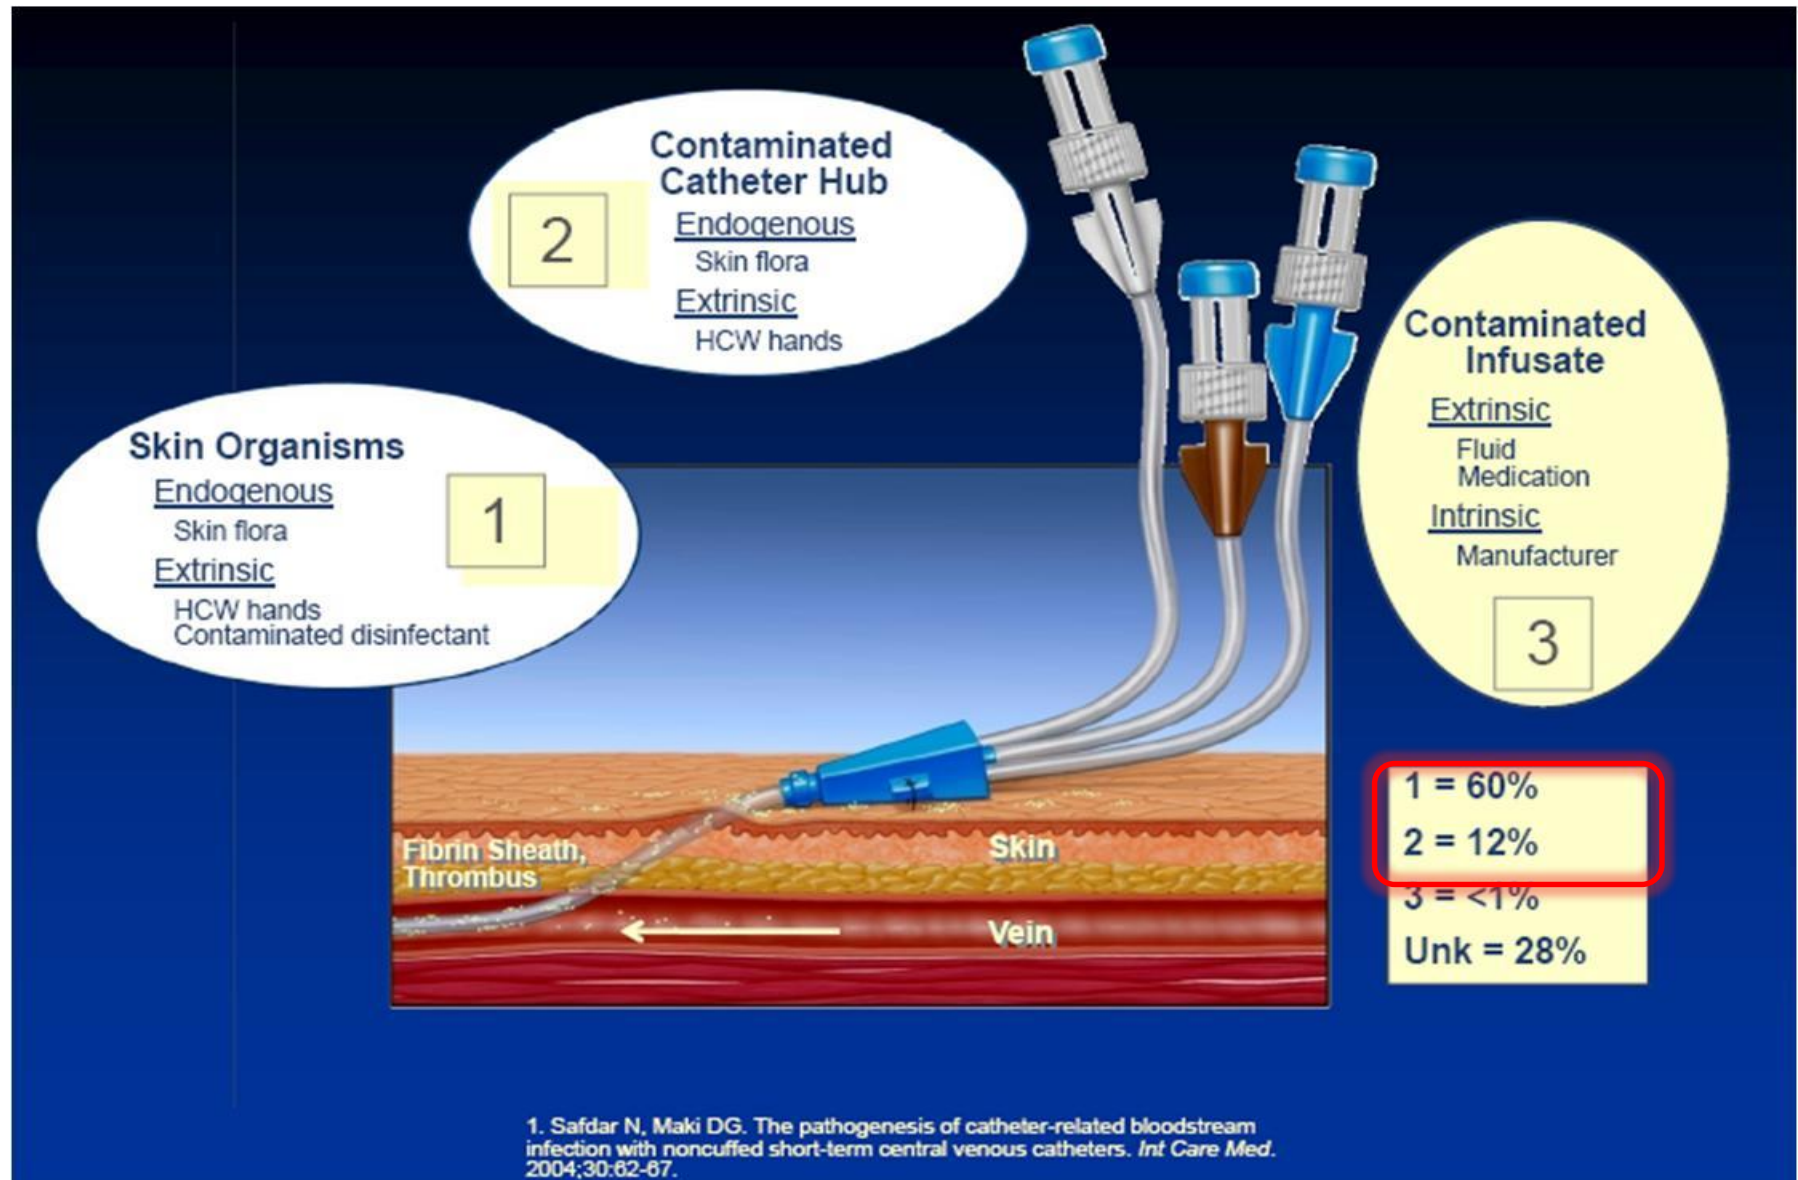 Contaminated
Catheter Hub
2
Endogenous
Skin flora
Extrinsic
HCW hands
Skin Organisms
Endogenous
1
Skin flora
Extrinsic
HCW hands
Contaminated disinfectant
Contaminated
Infusate
Extrinsic
Fluid
Medication
Intrinsic
Manufacturer
3
Fibrin Sheath,
Thrombus
Skin
Vein
1 = 60%
2 = 12%
3 = <1%
Unk = 28%
1. Safdar N, Maki DG. The pathogenesis of catheter-related bloodstream
infection with noncuffed short-term central venous catheters. Int Care Med.
2004;30:62-67.